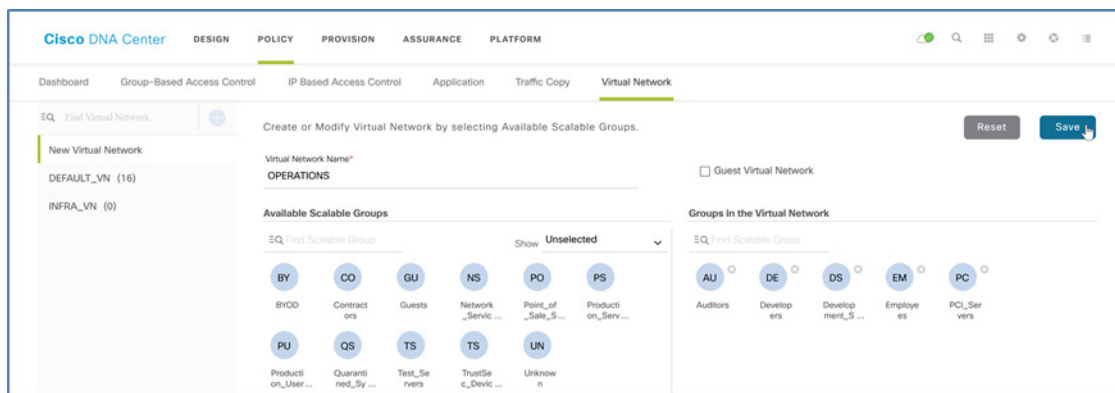 Cisco DNA Center DESIGN POLICY PROVISION ASSURANCE PLATFORM
Dashboard Group-Based Access Control IP Based Access Control Application Traffic Copy Virtual Network
Find Virtual Network
New Virtual Network
DEFAULT_VN (16)
INFRA_VN (0)
Create or Modify Virtual Network by selecting Available Scalable Groups.
Reset Save
Virtual Network Name*
OPERATIONS
Guest Virtual Network
Available Scalable Groups
Find Scalable Group
Show Unselected
BY CO GU NS PO PS
BYOD Contract Guests Network Point_of Producti
ors _Servic ... _Sale_S... on_Serv...
PU QS TS TS UN
Producti Quaranti Test_Se TrustSe Unknow
on_User... ned_Sy ... rvers c_Devic ... n
Groups in the Virtual Network
Find Scalable Group
AU DE DS EM PC
Auditors Develop Develop Employe PCI_Ser
ers ment_S ... es vers